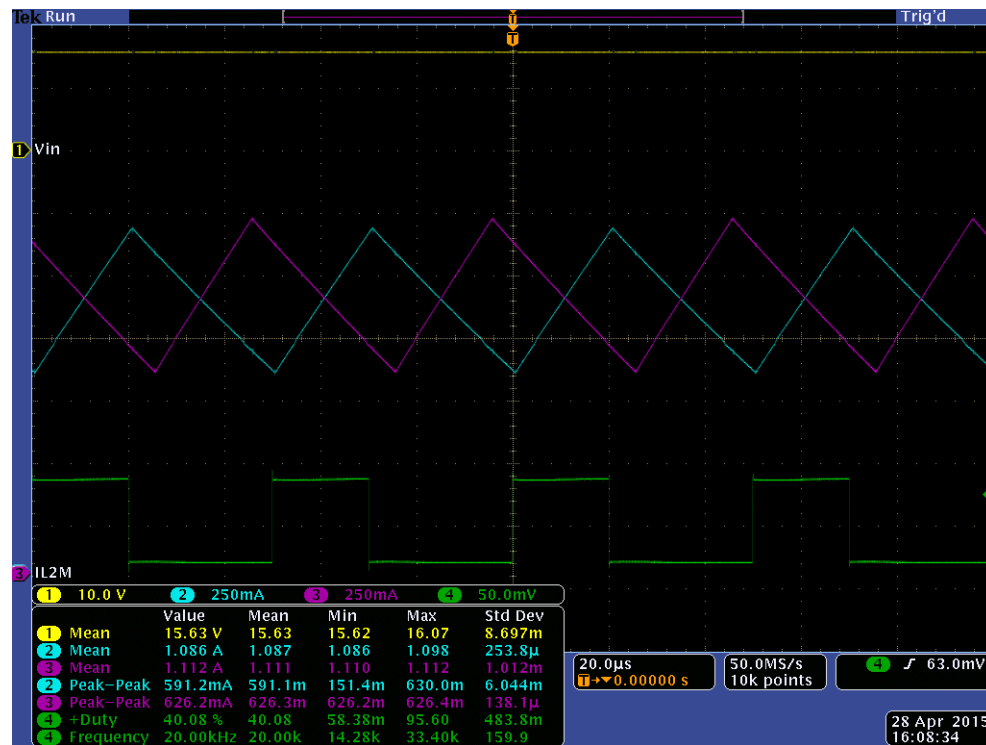 Tek Run Trig'd
T
T
1 Vin
3 IL2M
1 10.0 V 2 250mA 3 250mA 4 50.0mV
Value Mean Min Max Std Dev
1 Mean 15.63 V 15.63 15.62 16.07 8.697m
2 Mean 1.086 A 1.087 1.086 1.098 253.8µ
3 Mean 1.112 A 1.111 1.110 1.112 1.012m
2 Peak-Peak 591.2mA 591.1m 151.4m 630.0m 6.044m
3 Peak-Peak 626.2mA 626.3m 626.2m 626.4m 138.1µ
4 +Duty 40.08 % 40.08 58.38m 95.60 483.8m
4 Frequency 20.00kHz 20.00k 14.28k 33.40k 159.9
20.0µs
T→▼0.00000 s
50.0MS/s
10k points
4 ƒ 63.0mV
28 Apr 2015
16:08:34